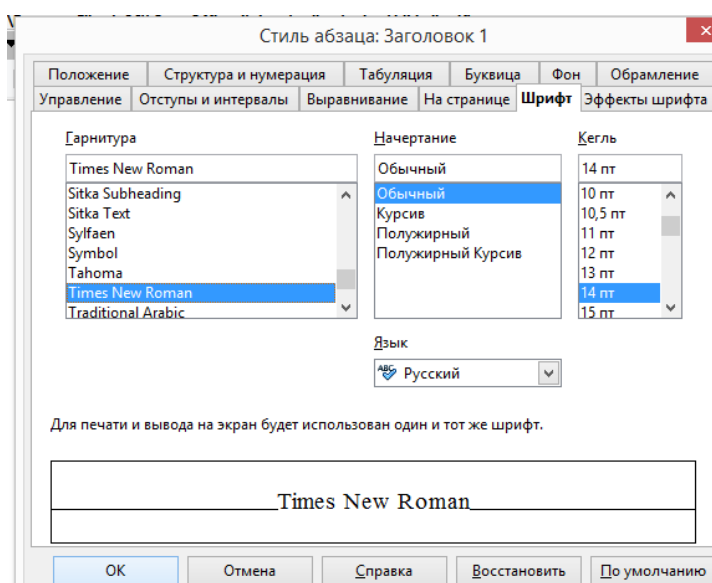 Стиль абзаца: Заголовок 1
Положение Структура и нумерация Табуляция Буквица Фон Обрамление
Управление Отступы и интервалы Выравнивание На странице Шрифт Эффекты шрифта
Гарнитура Начертание Кегль
Times New Roman Обычный 14 пт
Sitka Subheading Обычный 10 пт
Sitka Text Курсив 10,5 пт
Sylfaen Полужирный 11 пт
Symbol Полужирный Курсив 12 пт
Tahoma 13 пт
Times New Roman 14 пт
Traditional Arabic 15 пт
Язык
ABC Русский
Для печати и вывода на экран будет использован один и тот же шрифт.
Times New Roman
ОК Отмена Справка Восстановить По умолчанию